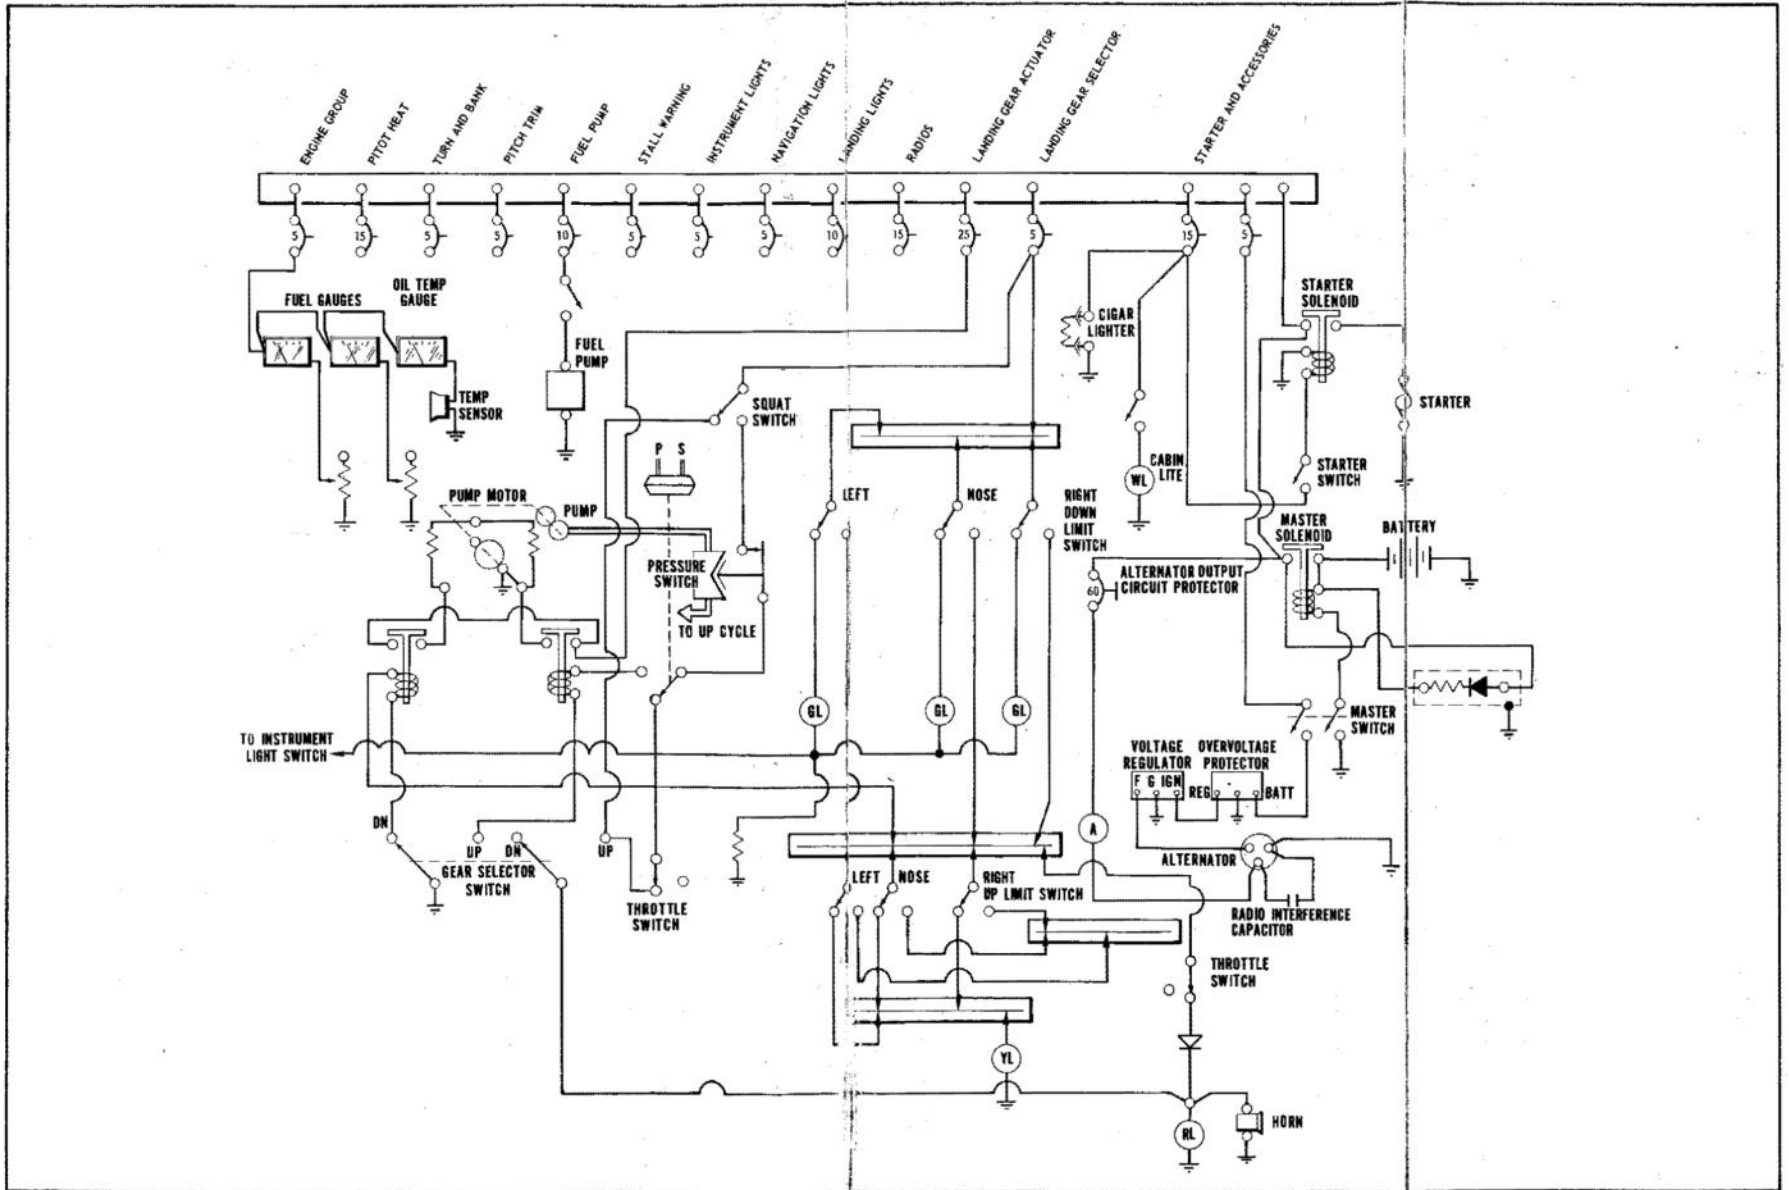 ENGINE GROUP
PITOT HEAT
TURN AND BANK
PITCH TRIM
FUEL PUMP
STALL WARNING
INSTRUMENT LIGHTS
NAVIGATION LIGHTS
LANDING LIGHTS
RADIOS
LANDING GEAR ACTUATOR
LANDING GEAR SELECTOR
STARTER AND ACCESSORIES
5
15
5
5
10
5
5
5
10
15
25
5
15
5
FUEL GAUGES
OIL TEMP
GAUGE
TEMP
SENSOR
FUEL
PUMP
SQUAT
SWITCH
P S
CIGAR
LIGHTER
STARTER
SOLENOID
STARTER
STARTER
SWITCH
CABIN
LITE
WL
PUMP MOTOR
PUMP
PRESSURE
SWITCH
TO UP CYCLE
LEFT
NOSE
RIGHT
DOWN
LIMIT
SWITCH
MASTER
SOLENOID
BATTERY
60
ALTERNATOR OUTPUT
CIRCUIT PROTECTOR
GL
GL
GL
TO INSTRUMENT
LIGHT SWITCH
MASTER
SWITCH
VOLTAGE
REGULATOR
F G IGN
OVERVOLTAGE
PROTECTOR
REG
BATT
DN
UP
DN
UP
GEAR SELECTOR
SWITCH
THROTTLE
SWITCH
A
ALTERNATOR
LEFT
NOSE
RIGHT
UP LIMIT SWITCH
RADIO INTERFERENCE
CAPACITOR
THROTTLE
SWITCH
YL
RL
HORN